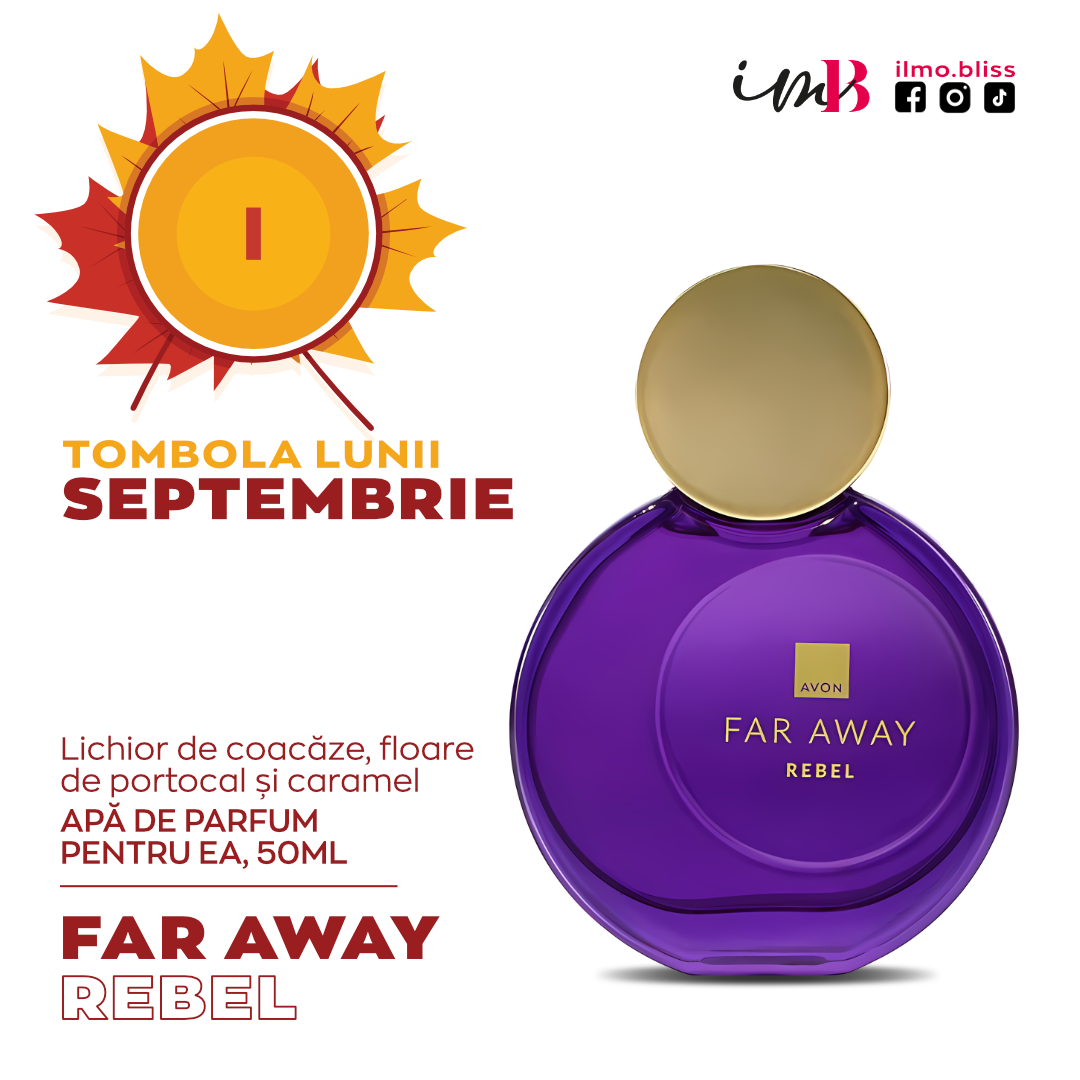 I
imB
ilmo.bliss
TOMBOLA LUNII
SEPTEMBRIE
AVON
FAR AWAY
REBEL
Lichior de coacăze, floare
de portocal și caramel
APĂ DE PARFUM
PENTRU EA, 50ML
FAR AWAY
REBEL